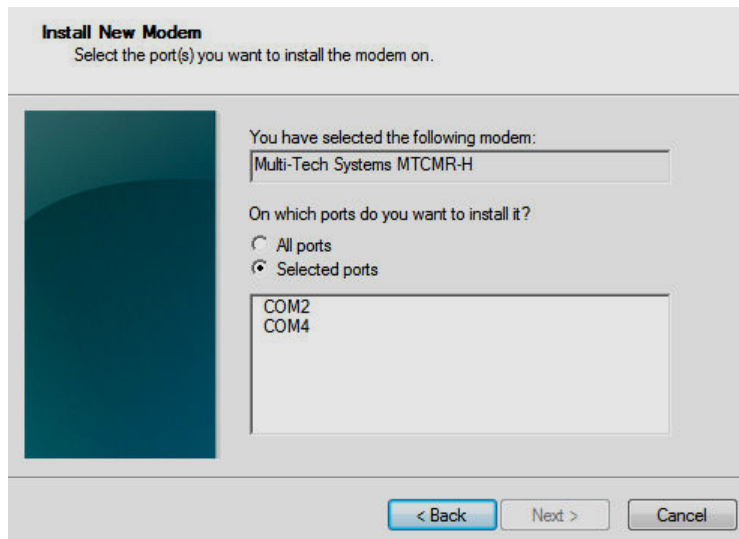 Install New Modem
Select the port(s) you want to install the modem on.
You have selected the following modem:
Multi-Tech Systems MTCMR-H
On which ports do you want to install it?
All ports
Selected ports
COM2
COM4
< Back
Next >
Cancel